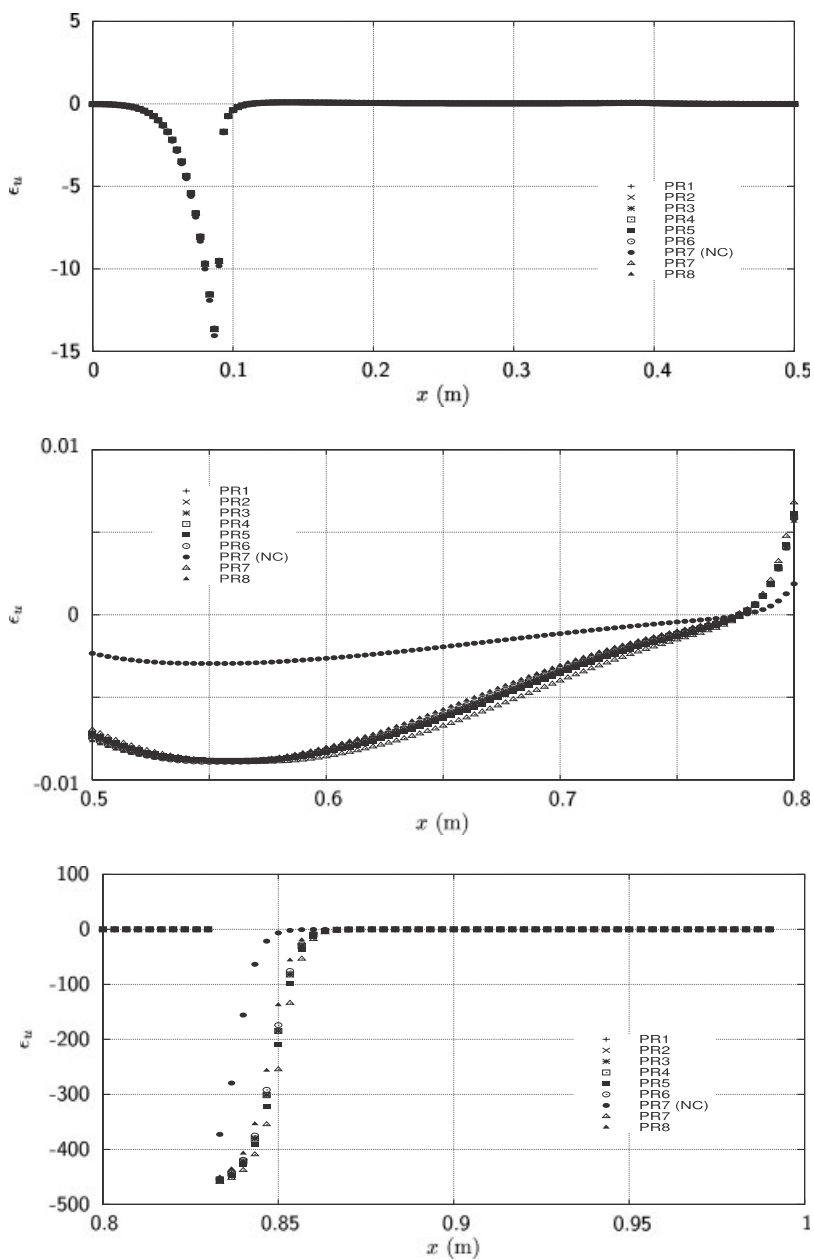 5
0
-5
-10
-15
ϵu
0
0.1
0.2
0.3
0.4
0.5
x (m)
PR1
PR2
PR3
PR4
PR5
PR6
PR7 (NC)
PR7
PR8
0.01
0
-0.01
ϵu
0.5
0.6
0.7
0.8
x (m)
PR1
PR2
PR3
PR4
PR5
PR6
PR7 (NC)
PR7
PR8
100
0
-100
-200
-300
-400
-500
ϵu
0.8
0.85
0.9
0.95
1
x (m)
PR1
PR2
PR3
PR4
PR5
PR6
PR7 (NC)
PR7
PR8